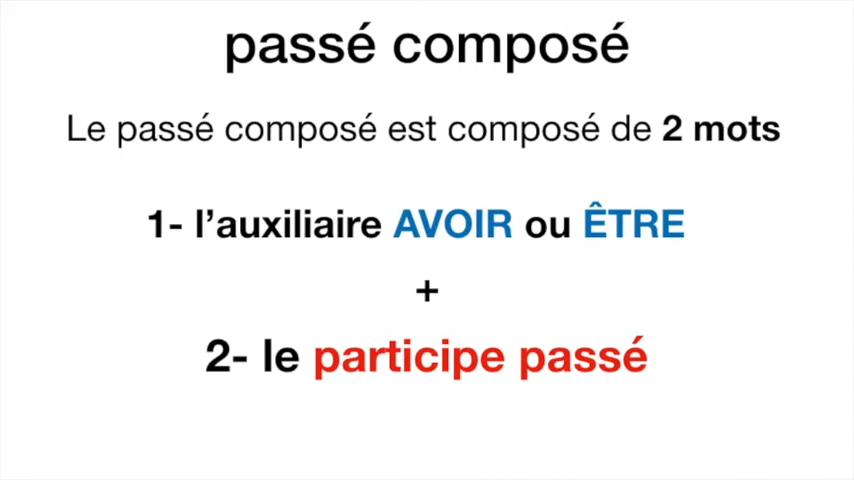 passé composé
Le passé composé est composé de 2 mots
1- l’auxiliaire AVOIR ou ÊTRE
+
2- le participe passé